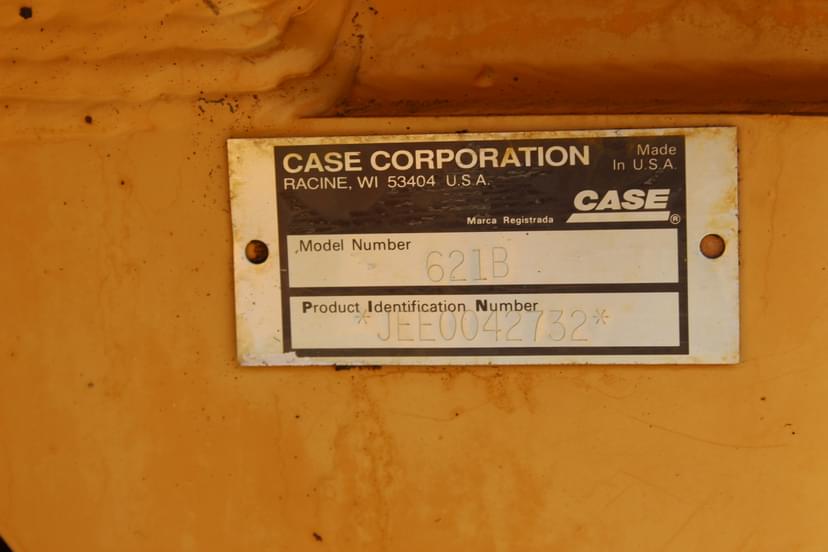 CASE CORPORATION
RACINE, WI 53404 U.S.A.
Made
In U.S.A.
CASE
®
Marca Registrada
Model Number
621B
Product Identification Number
*JEE0042732*